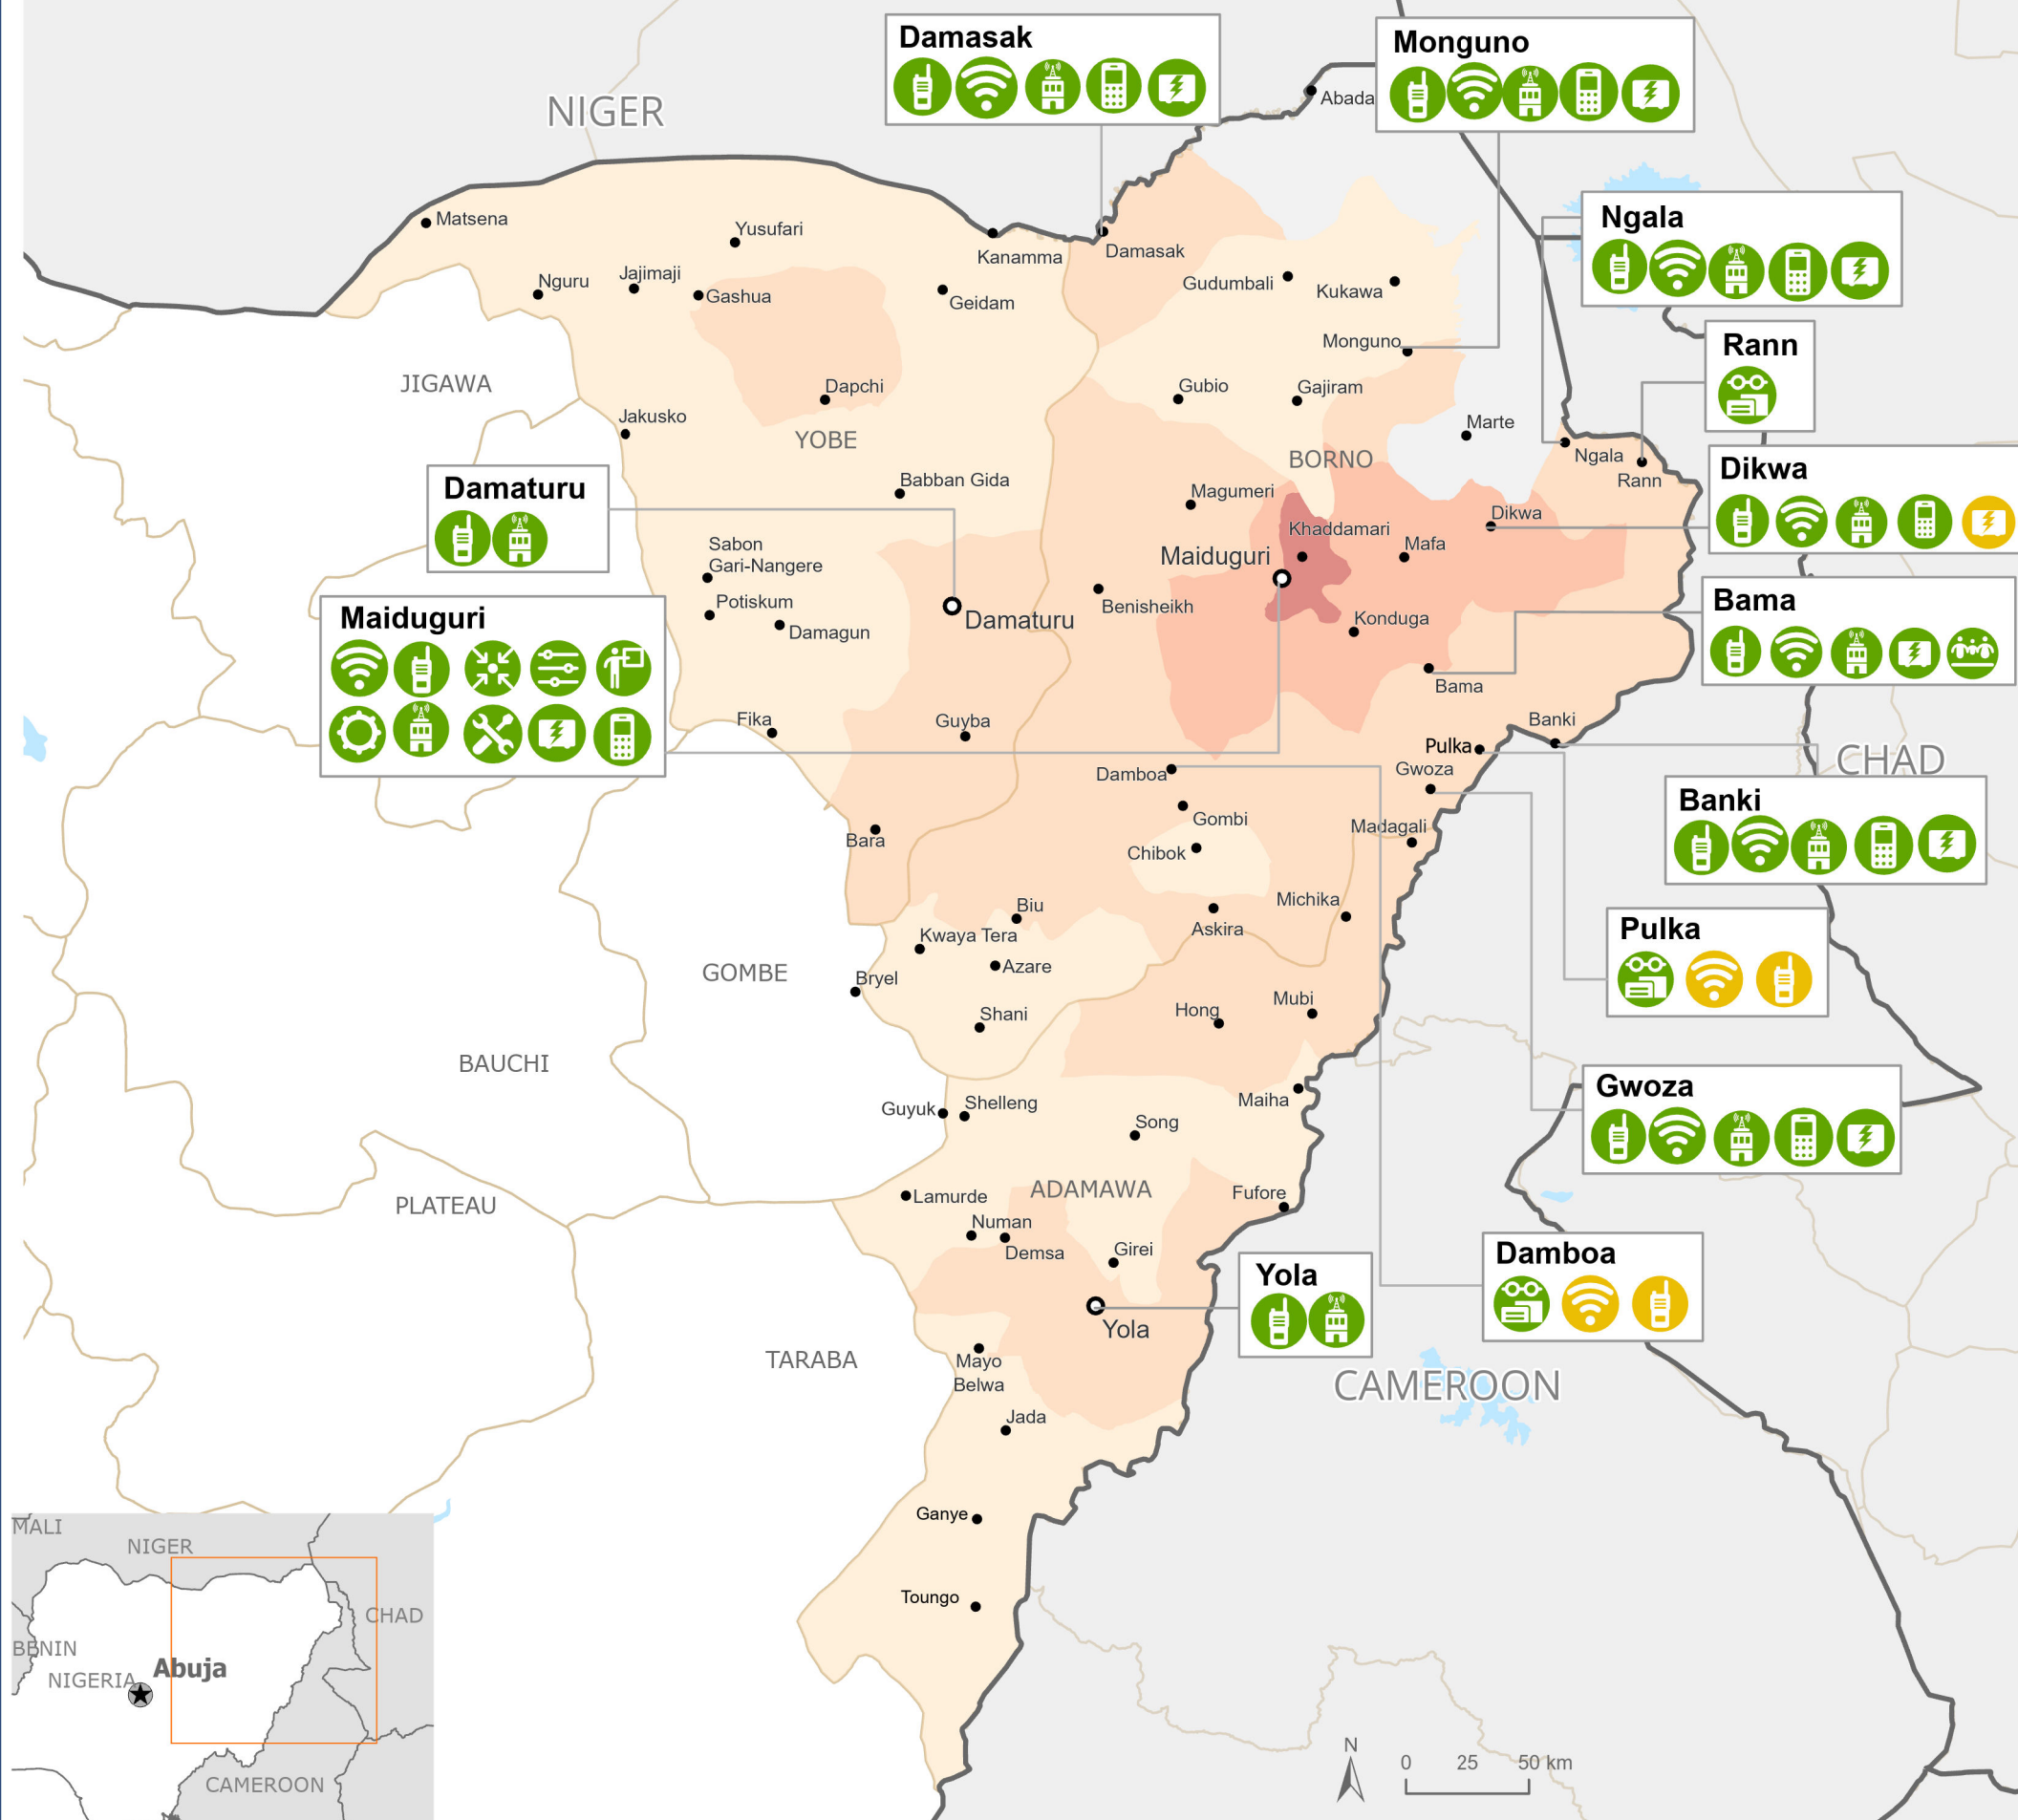 Damasak
Monguno
NIGER
Abada
Ngala
Matsena
Yusufari
Kanamma
Damasak
Nguru
Jajimaji
Gashua
Geidam
Gudumbali
Kukawa
Rann
Monguno
JIGAWA
Dapchi
Gubio
Gajiram
Jakusko
YOBE
Marte
BORNO
Ngala
Rann
Dikwa
Damaturu
Babban Gida
Magumeri
Dikwa
Khaddamari
Mafa
Maiduguri
Sabon
Gari-Nangere
Potiskum
Damagun
Damaturu
Benisheikh
Konduga
Bama
Maiduguri
Bama
Fika
Guyba
Banki
Pulka
Gwoza
CHAD
Damboa
Banki
Gombi
Madagali
Bara
Chibok
Michika
Biu
Askira
Pulka
Kwaya Tera
Azare
GOMBE
Bryel
Shani
Hong
Mubi
BAUCHI
Gwoza
Guyuk
Shelleng
Maiha
Song
PLATEAU
Lamurde
ADAMAWA
Fufore
Numan
Demsa
Girei
Damboa
Yola
Yola
TARABA
Mayo
Belwa
CAMEROON
Jada
Ganye
Toungo
MALI
NIGER
CHAD
BENIN
NIGERIA
Abuja
CAMEROON
N
0 25 50 km